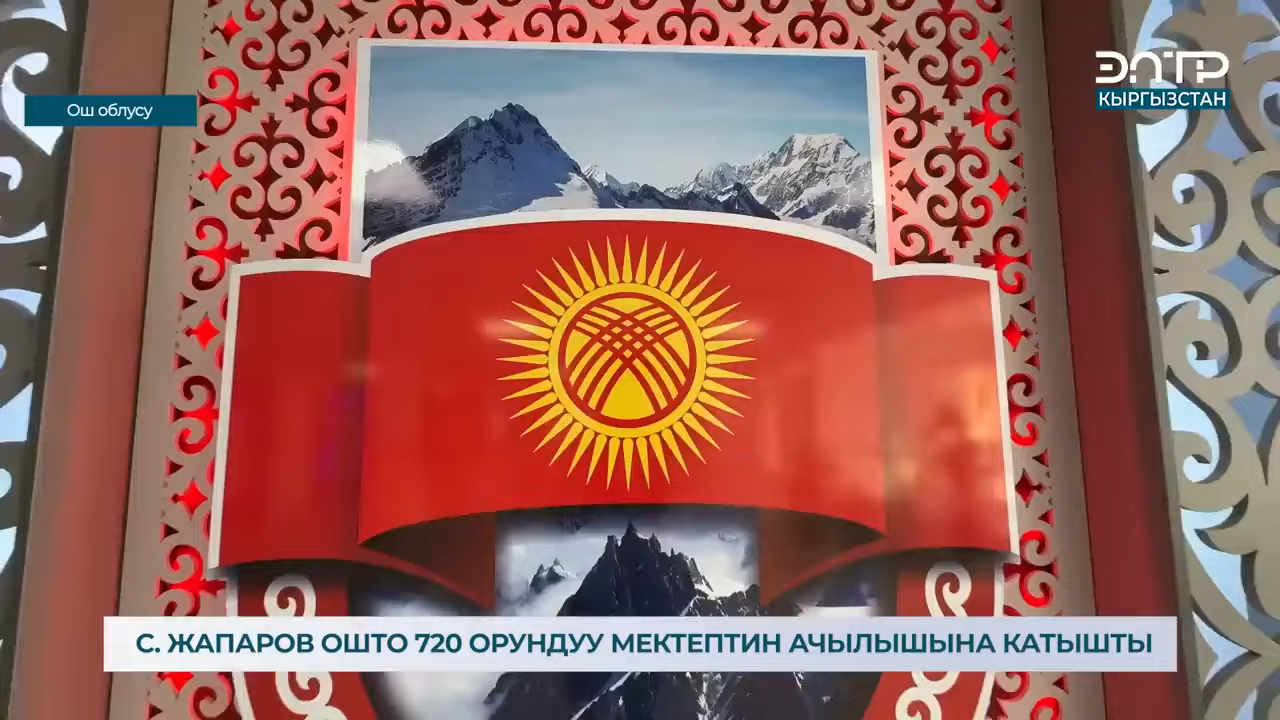 Ош облусу
ЭЛТР
КЫРГЫЗСТАН
С. ЖАПАРОВ ОШТО 720 ОРУНДУУ МЕКТЕПТИН АЧЫЛЫШЫНА КАТЫШТЫ